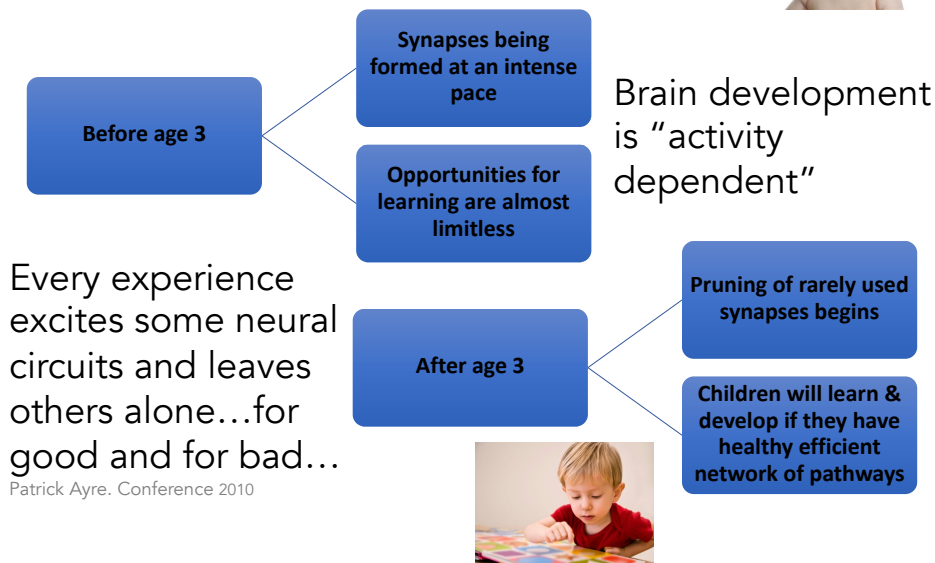 Synapses being
formed at an intense
pace
Before age 3
Opportunities for
learning are almost
limitless
Brain development
is “activity
dependent”
Every experience
excites some neural
circuits and leaves
others alone…for
good and for bad…
Patrick Ayre. Conference 2010
After age 3
Pruning of rarely used
synapses begins
Children will learn &
develop if they have
healthy efficient
network of pathways